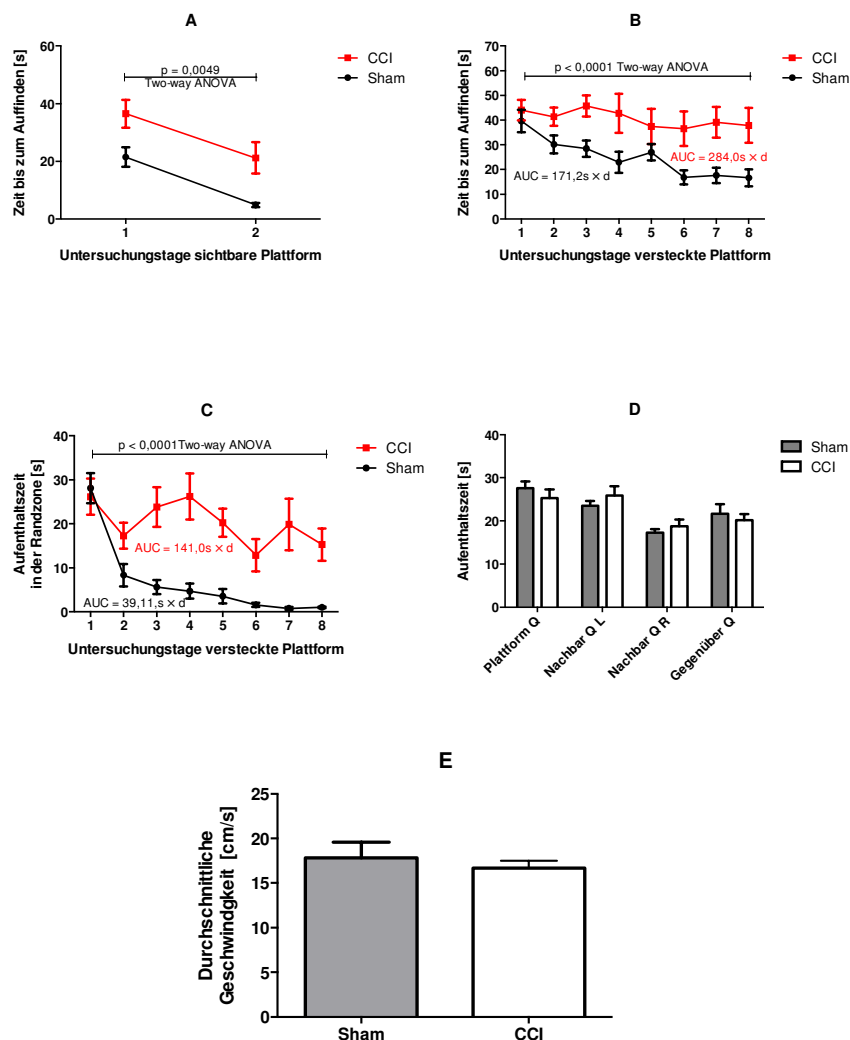 A
Zeit bis zum Auffinden [s]
60
40
20
0
p = 0,0049
Two-way ANOVA
CCI
Sham
1
2
Untersuchungstage sichtbare Plattform
B
Zeit bis zum Auffinden [s]
70
60
50
40
30
20
10
0
p < 0,0001 Two-way ANOVA
CCI
Sham
AUC = 284,0s × d
AUC = 171,2s × d
1 2 3 4 5 6 7 8
Untersuchungstage versteckte Plattform
C
Aufenthaltszeit
in der Randzone [s]
40
30
20
10
0
p < 0,0001Two-way ANOVA
CCI
Sham
AUC = 141,0s × d
AUC = 39,11,s × d
1 2 3 4 5 6 7 8
Untersuchungstage versteckte Plattform
D
Aufenthaltszeit [s]
40
30
20
10
0
Sham
CCI
Plattform Q
Nachbar Q L
Nachbar Q R
Gegenüber Q
E
Durchschnittliche
Geschwindgkeit [cm/s]
25
20
15
10
5
0
Sham
CCI